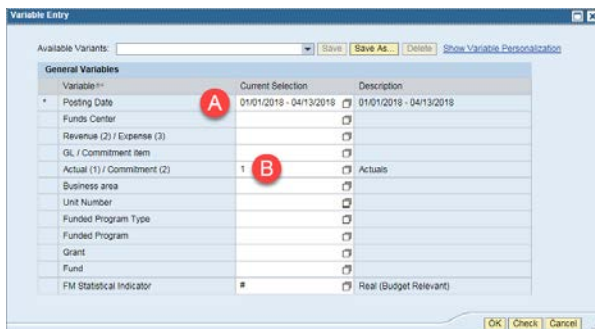 Variable Entry
Available Variants: Save Save As... Delete Show Variable Personalization
General Variables
Variable Current Selection Description
* Posting Date A 01/01/2018 - 04/13/2018 01/01/2018 - 04/13/2018
Funds Center
Revenue (2) / Expense (3)
GL / Commitment item
Actual (1) / Commitment (2) 1 B Actuals
Business area
Unit Number
Funded Program Type
Funded Program
Grant
Fund
FM Statistical Indicator # Real (Budget Relevant)
OK Check Cancel